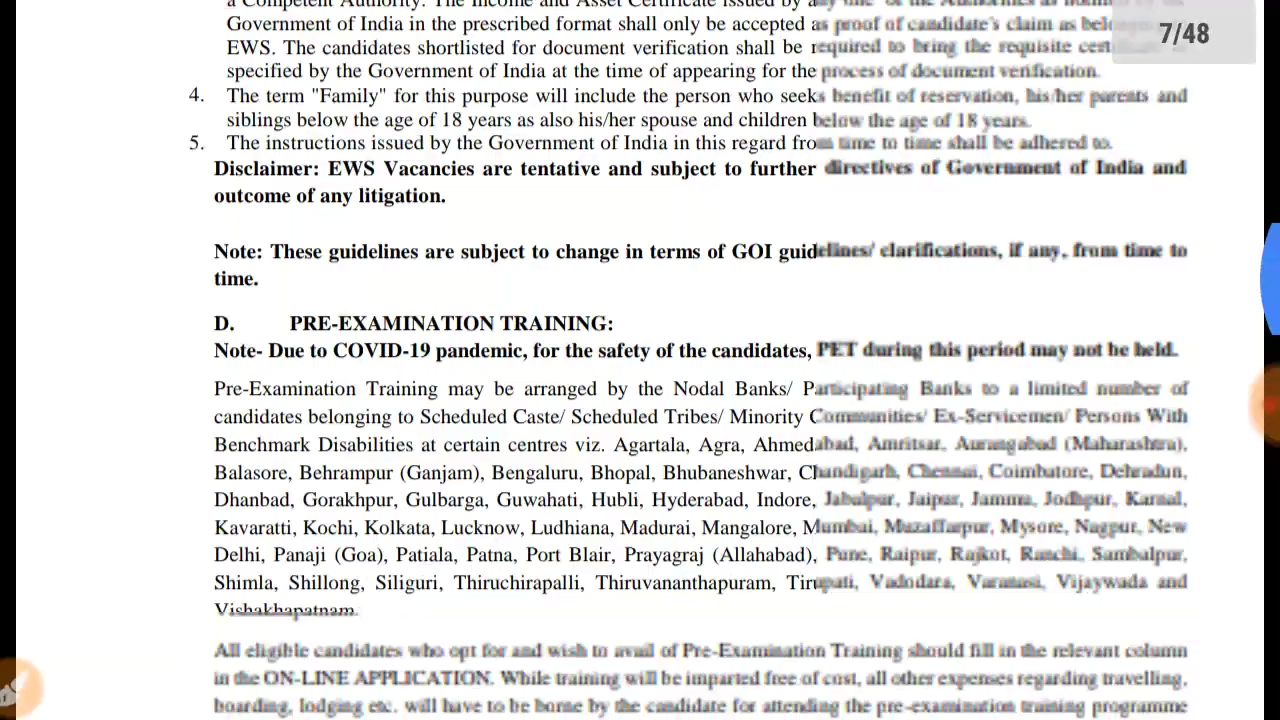 a Competent Authority. The Income and Asset Certificate issued by any one of the Authorities as
Government of India in the prescribed format shall only be accepted as proof of candidate's claim as
EWS. The candidates shortlisted for document verification shall be required to bring the requisite
specified by the Government of India at the time of appearing for the process of document verification.
4. The term "Family" for this purpose will include the person who seeks benefit of reservation, his/her parents and
siblings below the age of 18 years as also his/her spouse and children below the age of 18 years.
5. The instructions issued by the Government of India in this regard from time to time shall be adhered to.
Disclaimer: EWS Vacancies are tentative and subject to further directives of Government of India and
outcome of any litigation.
Note: These guidelines are subject to change in terms of GOI guidelines/ clarifications, if any, from time to
time.
D. PRE-EXAMINATION TRAINING:
Note- Due to COVID-19 pandemic, for the safety of the candidates, PET during this period may not be held.
Pre-Examination Training may be arranged by the Nodal Banks/ Participating Banks to a limited number of
candidates belonging to Scheduled Caste/ Scheduled Tribes/ Minority Communities/ Ex-Servicemen/ Persons With
Benchmark Disabilities at certain centres viz. Agartala, Agra, Ahmedabad, Amritsar, Aurangabad (Maharashtra),
Balasore, Behrampur (Ganjam), Bengaluru, Bhopal, Bhubaneshwar, Chandigarh, Chennai, Coimbatore, Dehradun,
Dhanbad, Gorakhpur, Gulbarga, Guwahati, Hubli, Hyderabad, Indore, Jabalpur, Jaipur, Jammu, Jodhpur, Karnal,
Kavaratti, Kochi, Kolkata, Lucknow, Ludhiana, Madurai, Mangalore, Mumbai, Muzaffarpur, Mysore, Nagpur, New
Delhi, Panaji (Goa), Patiala, Patna, Port Blair, Prayagraj (Allahabad), Pune, Raipur, Rajkot, Ranchi, Sambalpur,
Shimla, Shillong, Siliguri, Thiruchirapalli, Thiruvananthapuram, Tirupati, Vadodara, Varanasi, Vijaywada and
Vishakhapatnam.
All eligible candidates who opt for and wish to avail of Pre-Examination Training should fill in the relevant column
in the ON-LINE APPLICATION. While training will be imparted free of cost, all other expenses regarding travelling,
boarding, lodging etc. will have to be borne by the candidate for attending the pre-examination training programme
7/48